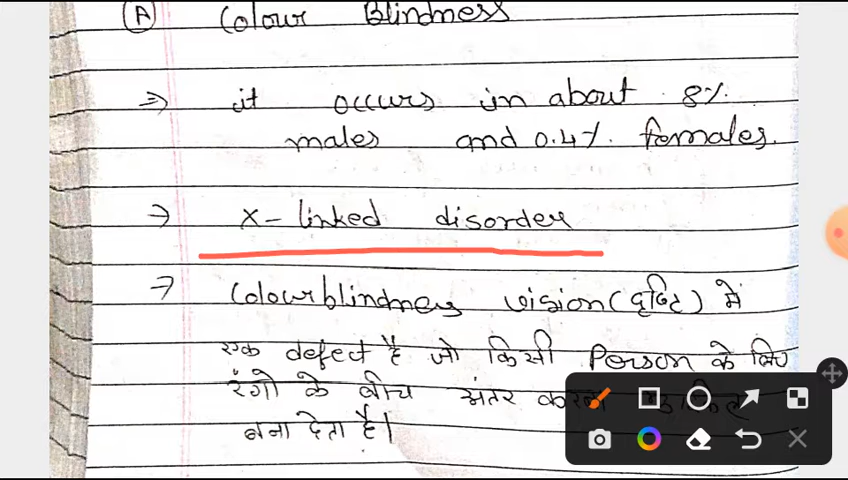 (A) Colour Blindness
⇒ it occurs in about 8%
males and 0.4% females.
→ X-linked disorder
→ Colourblindness vision (दृष्टि) में
एक defect है जो किसी Person के लिए
रंगो के बीच अंतर करना
बना देता है।